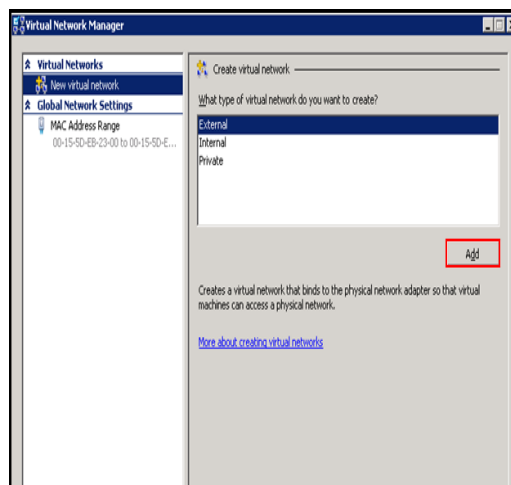 Virtual Network Manager
Virtual Networks
New virtual network
Global Network Settings
MAC Address Range
00-15-5D-EB-23-00 to 00-15-5D-E...
Create virtual network
What type of virtual network do you want to create?
External
Internal
Private
Add
Creates a virtual network that binds to the physical network adapter so that virtual
machines can access a physical network.
More about creating virtual networks